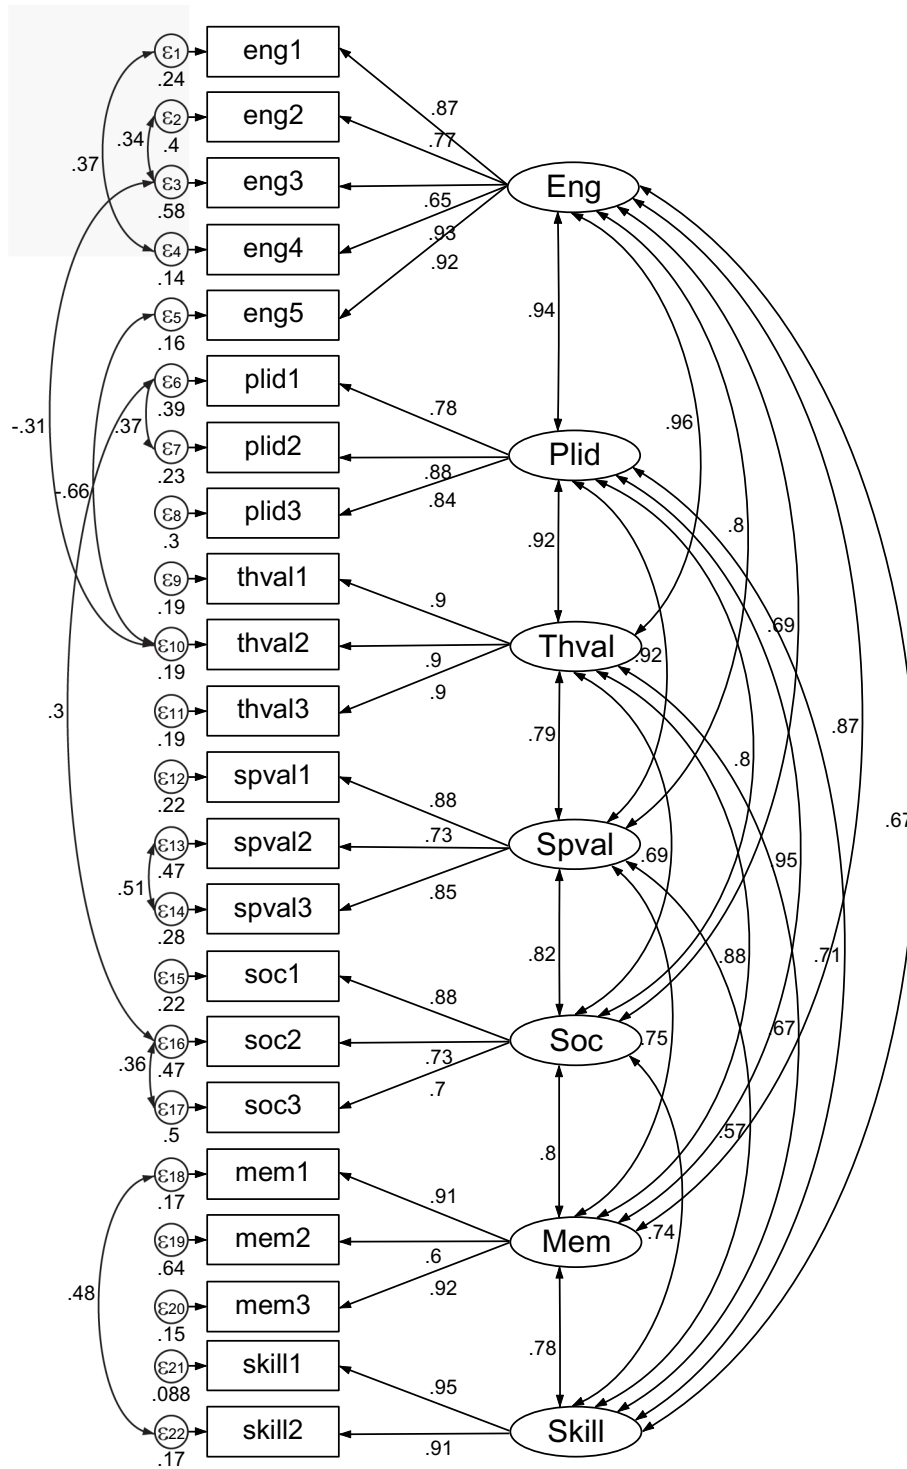 ε1 eng1
.24
.87
ε2 eng2
.34 .4
.77
.37
ε3 eng3
.58
Eng
.65
.93
ε4 eng4
.14
.92
ε5 eng5
.16
.94
ε6 plid1
.39
.78
-.31
.37
.96
ε7 plid2
.23
Plid
.88
-.66
.84
ε8 plid3
.3
.8
.92
ε9 thval1
.19
.9
.69
ε10 thval2
.19
Thval
.92
.9
.9
ε11 thval3
.19
.3
.87
.79
.8
ε12 spval1
.22
.88
.67
.73
ε13 spval2
.47
Spval
.69
.95
.51
.85
ε14 spval3
.28
.82
.88
.71
ε15 soc1
.22
.88
ε16 soc2
.36 .47
Soc
.75
.67
.73
.7
ε17 soc3
.5
.57
.8
ε18 mem1
.17
.91
ε19 mem2
.64
Mem
.74
.6
.92
.48
ε20 mem3
.15
.78
ε21 skill1
.088
.95
ε22 skill2
.17
Skill
.91